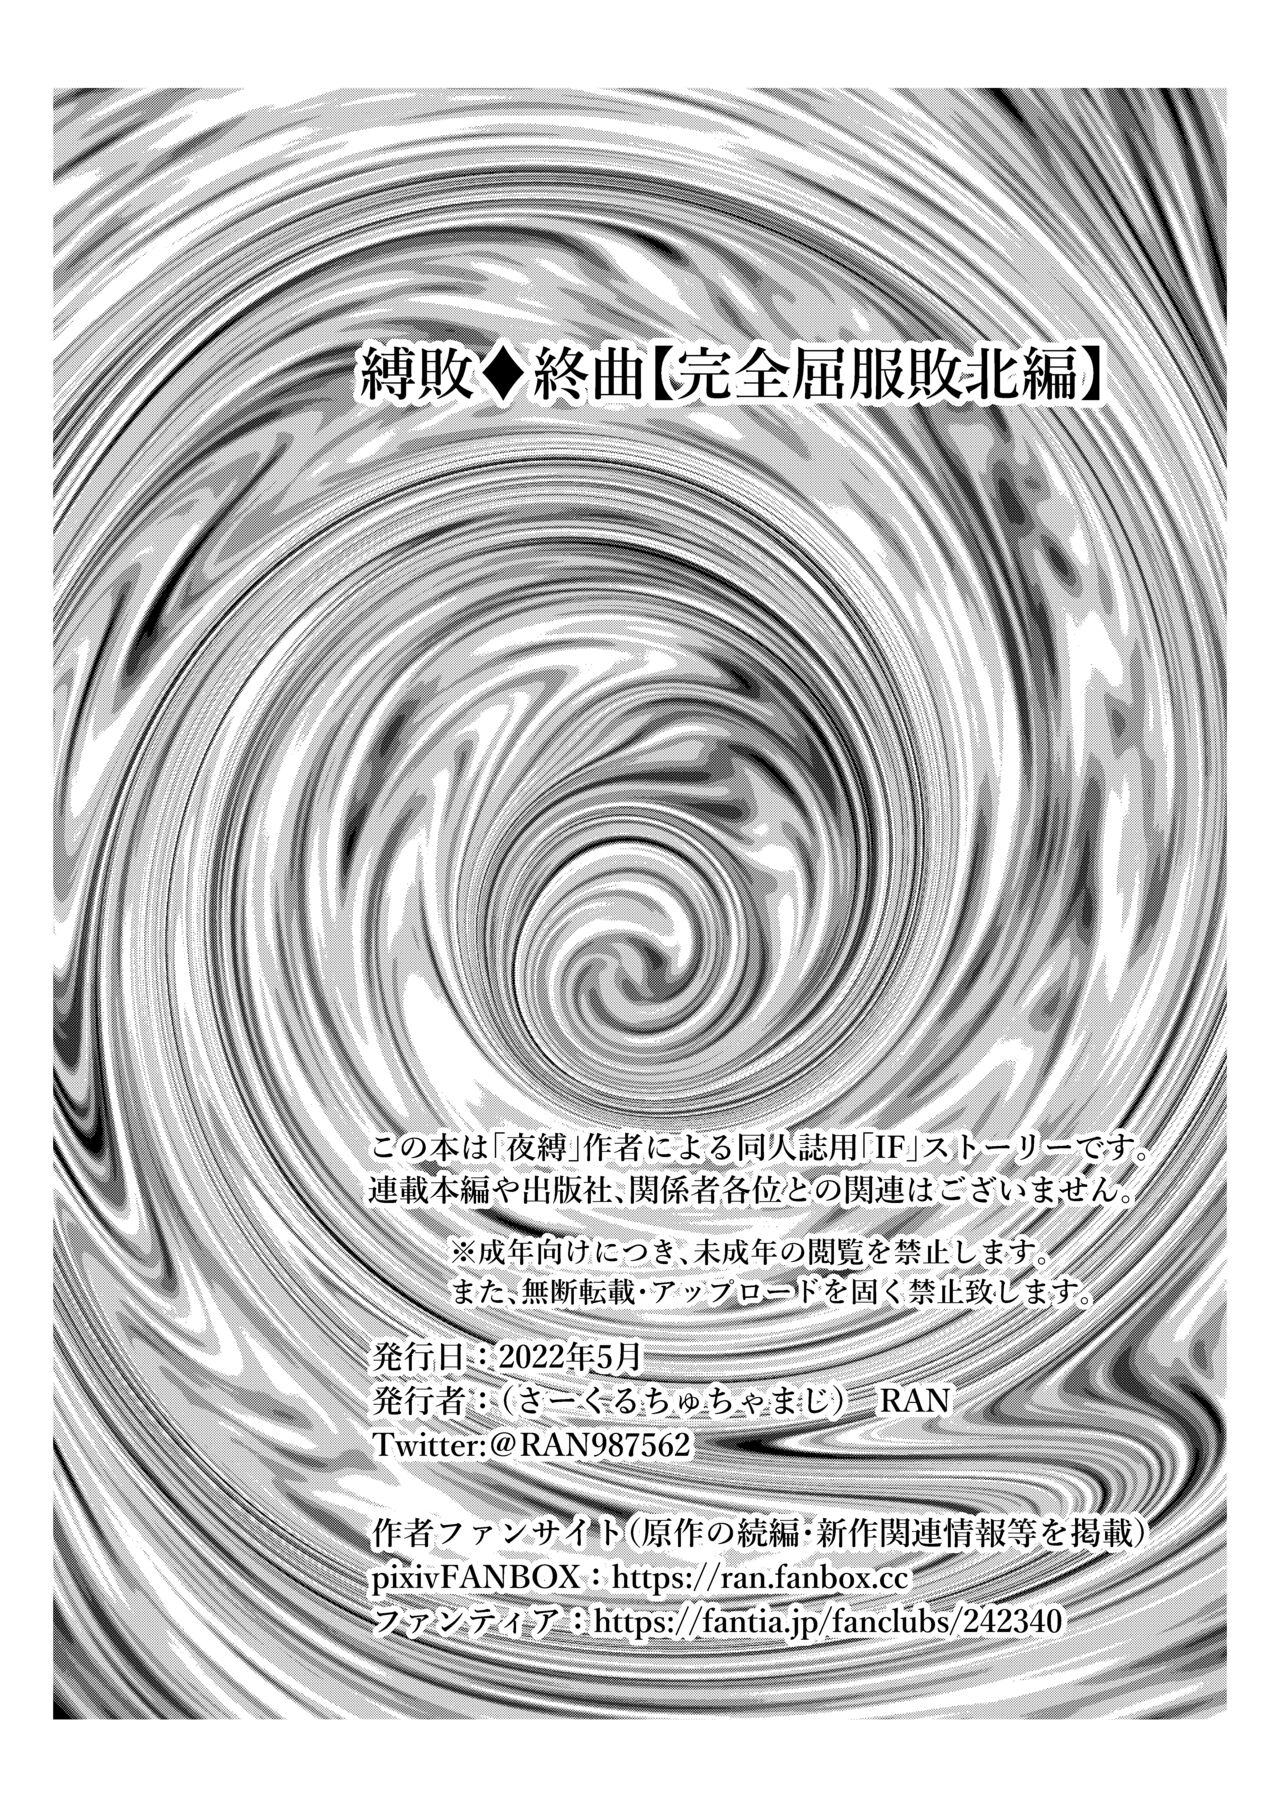 縛敗♦終曲【完全屈服敗北編】
この本は「夜縛」作者による同人誌用「IF」ストーリーです。
連載本編や出版社、関係者各位との関連はございません。
※成年向けにつき、未成年の閲覧を禁止します。
また、無断転載・アップロードを固く禁止致します。
発行日：2022年5月
発行者：（さーくるちゅちゃまじ）　RAN
Twitter:@RAN987562
作者ファンサイト（原作の続編・新作関連情報等を掲載）
pixivFANBOX：https://ran.fanbox.cc
ファンティア：https://fantia.jp/fanclubs/242340